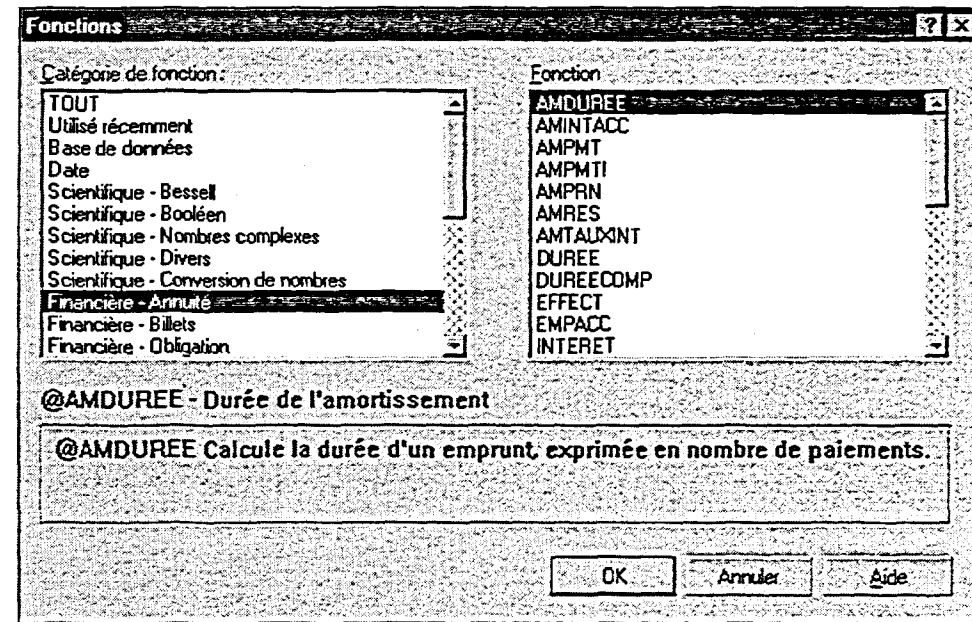 Fonctions
Catégorie de fonction :
TOUT
Utilisé récemment
Base de données
Date
Scientifique - Bessell
Scientifique - Booléen
Scientifique - Nombres complexes
Scientifique - Divers
Scientifique - Conversion de nombres
Financière - Annuité
Financière - Billets
Financière - Obligation
Fonction
AMDUREE
AMINTACC
AMPMT
AMPMTI
AMPRN
AMRES
AMTAUXINT
DUREE
DUREECOMP
EFFECT
EMPACC
INTERET
@AMDUREE - Durée de l'amortissement
@AMDUREE Calcule la durée d'un emprunt, exprimée en nombre de paiements.
OK Annuler Aide